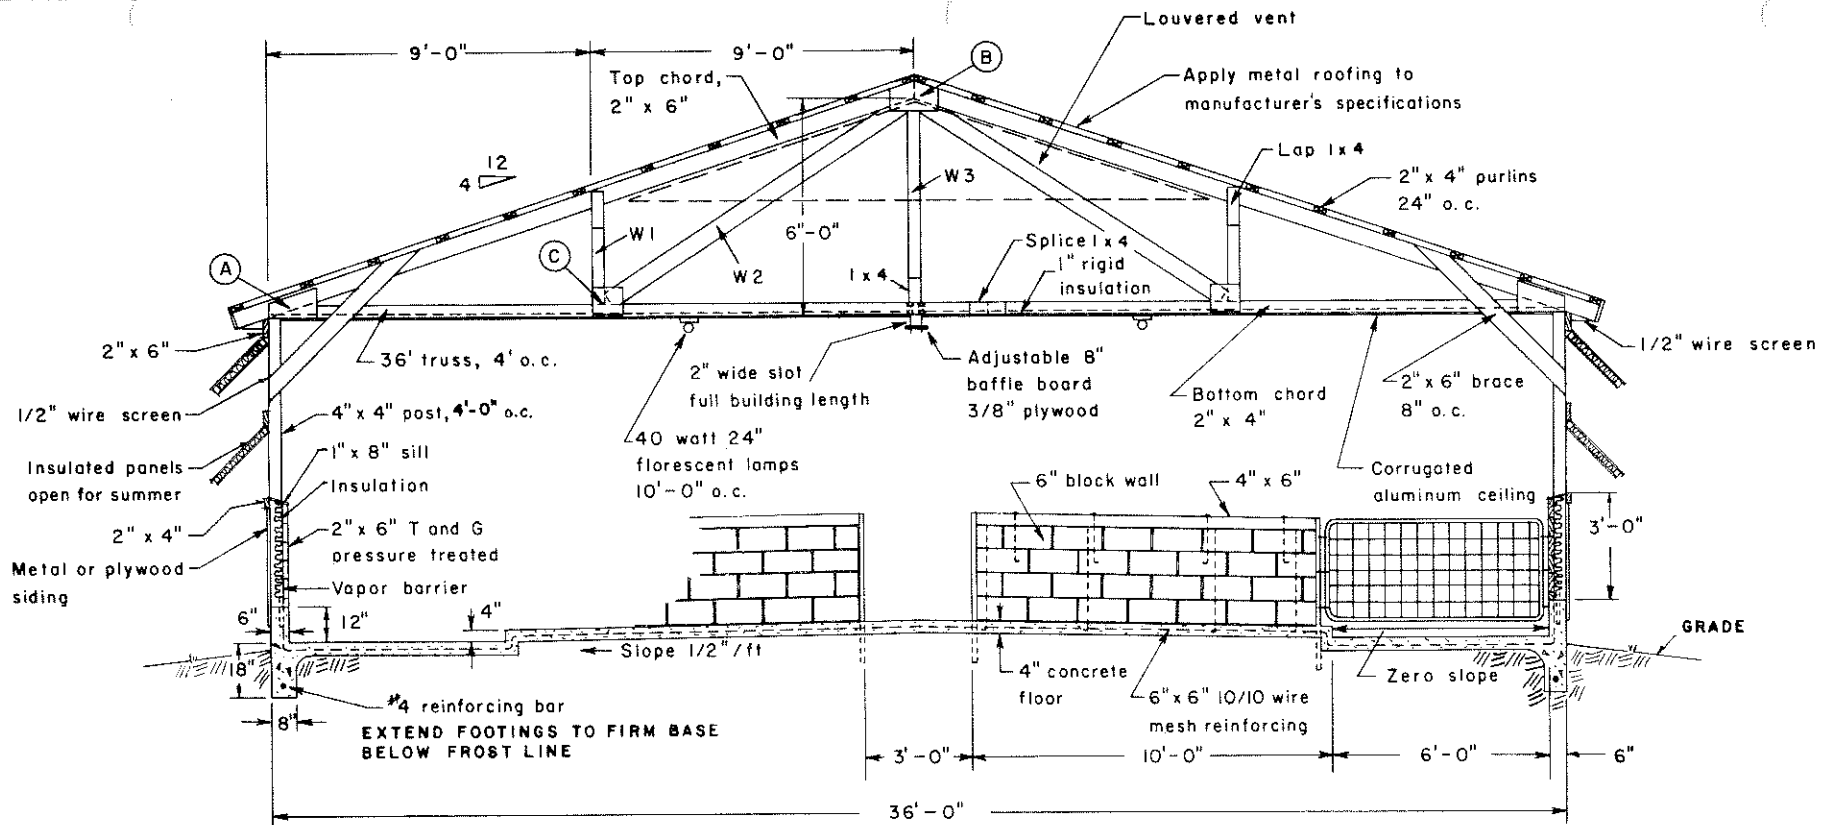 Louvered vent
9'-0"
9'-0"
B
Top chord,
2" x 6"
Apply metal roofing to
manufacturer's specifications
12
4
Lap 1x4
2" x 4" purlins
24" o.c.
W3
W1
6"-0"
Splice 1 x 4
C
W2
1" rigid
insulation
A
1 x 4
2" x 6"
36' truss, 4' o.c.
1/2" wire screen
2" wide slot
full building length
Adjustable 8"
baffle board
3/8" plywood
Bottom chord
2" x 4"
2" x 6" brace
8" o.c.
1/2" wire screen
4" x 4" post, 4'-0" o.c.
40 watt 24"
florescent lamps
10'-0" o.c.
Insulated panels
open for summer
1" x 8" sill
Insulation
6" block wall
4" x 6"
Corrugated
aluminum ceiling
2" x 4"
2" x 6" T and G
pressure treated
3'-0"
Metal or plywood
siding
Vapor barrier
6"
12"
4"
GRADE
Slope 1/2"/ft
18"
4" concrete
floor
Zero slope
#4 reinforcing bar
6" x 6" 10/10 wire
mesh reinforcing
8"
EXTEND FOOTINGS TO FIRM BASE
BELOW FROST LINE
3'-0"
10'-0"
6'-0"
6"
36'-0"